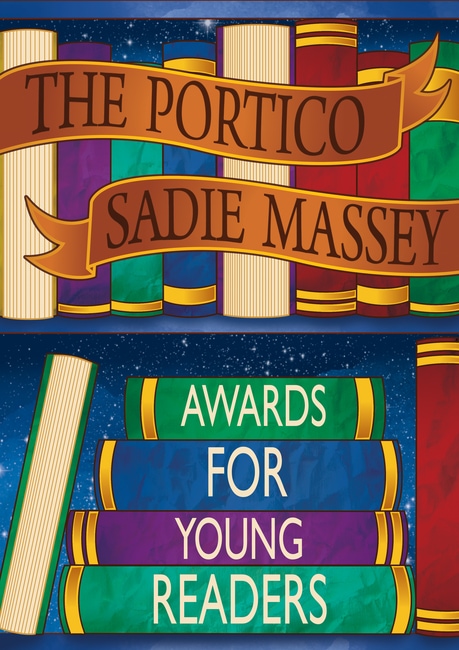 THE PORTICO
SADIE MASSEY
AWARDS
FOR
YOUNG
READERS